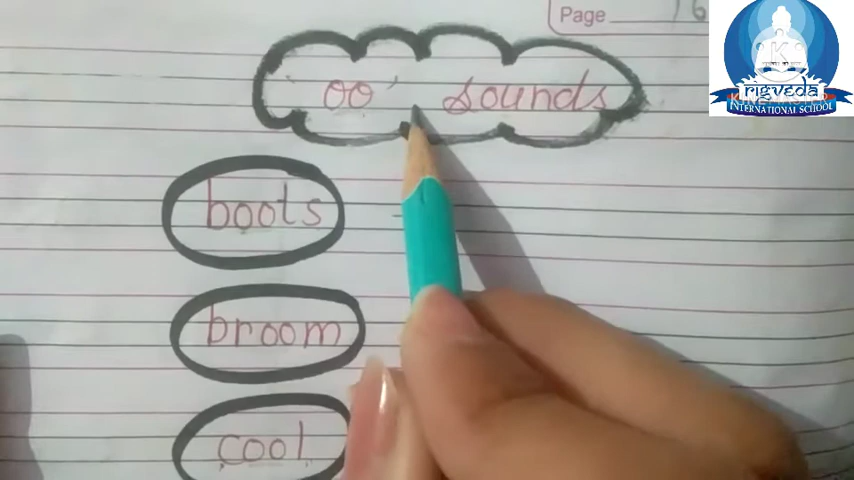 Page 16
'oo' sounds
boots
broom
cool
rigveda
INTERNATIONAL SCHOOL